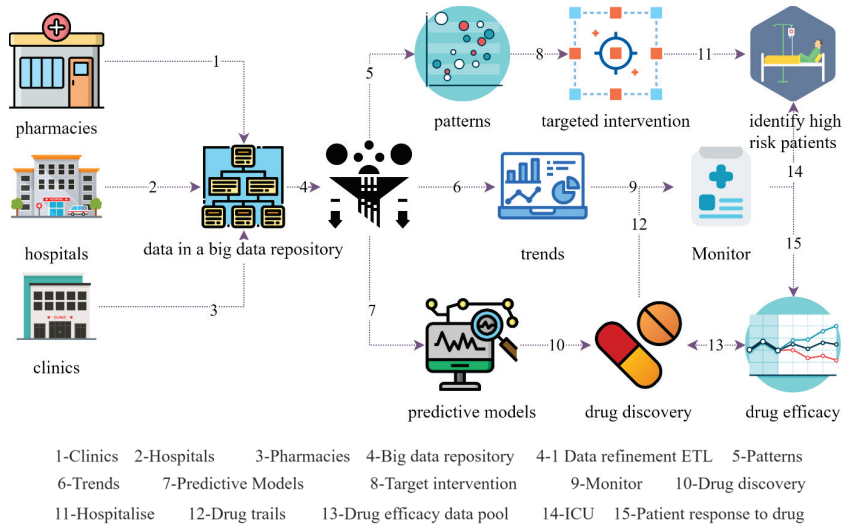 1
5
8
11
pharmacies
patterns
targeted intervention
identify high
risk patients
2
4
6
9
14
12
hospitals
data in a big data repository
trends
Monitor
15
3
7
CLINIC
clinics
10
13
predictive models
drug discovery
drug efficacy
1-Clinics 2-Hospitals 3-Pharmacies 4-Big data repository 4-1 Data refinement ETL 5-Patterns
6-Trends 7-Predictive Models 8-Target intervention 9-Monitor 10-Drug discovery
11-Hospitalise 12-Drug trails 13-Drug efficacy data pool 14-ICU 15-Patient response to drug